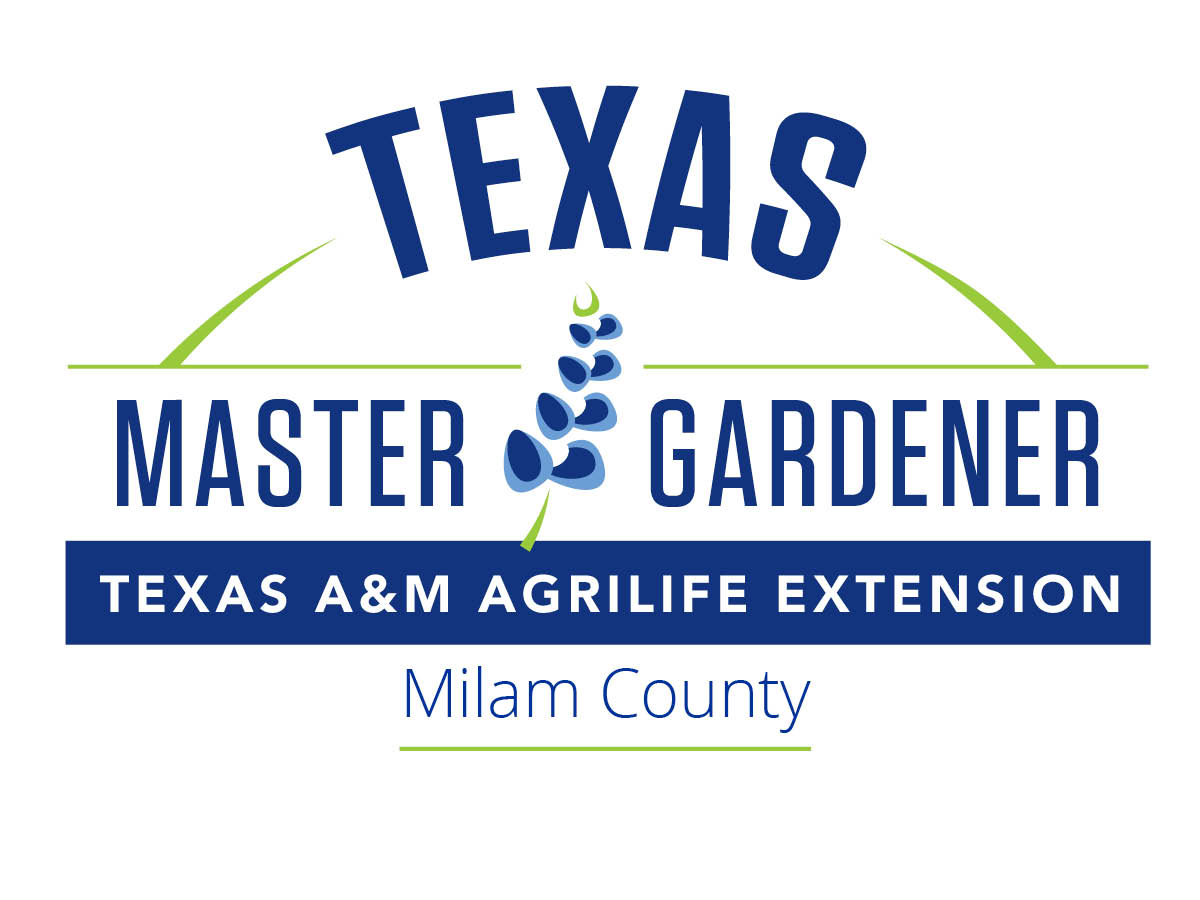 TEXAS
MASTER GARDENER
TEXAS A&M AGRILIFE EXTENSION
Milam County